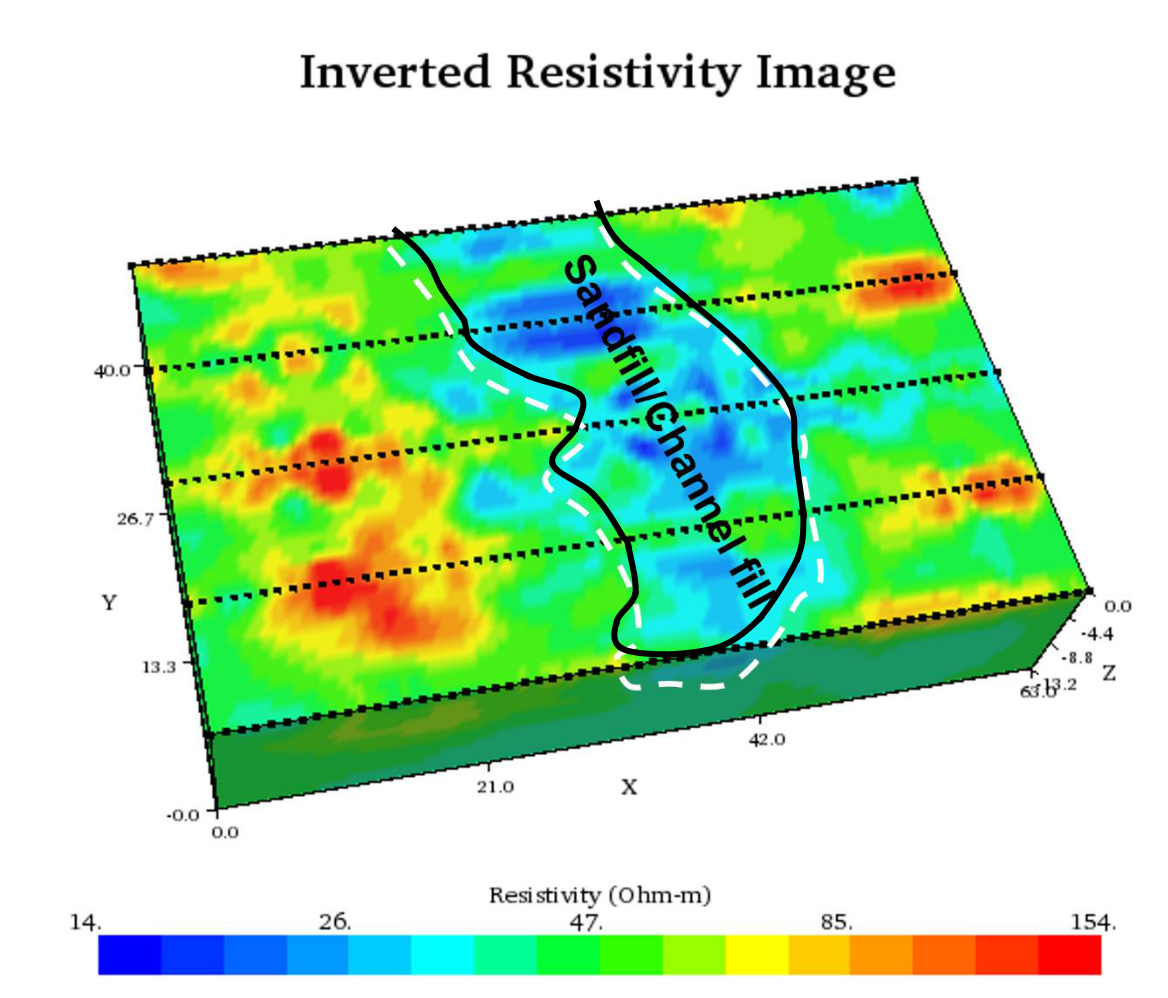 Inverted Resistivity Image
Sandfill/Channel fill
40.0
26.7
Y
13.3
-0.0
0.0
21.0
X
42.0
63.0
0.0
-4.4
-8.8
Z
-13.2
Resistivity (Ohm-m)
14. 26. 47. 85. 154.